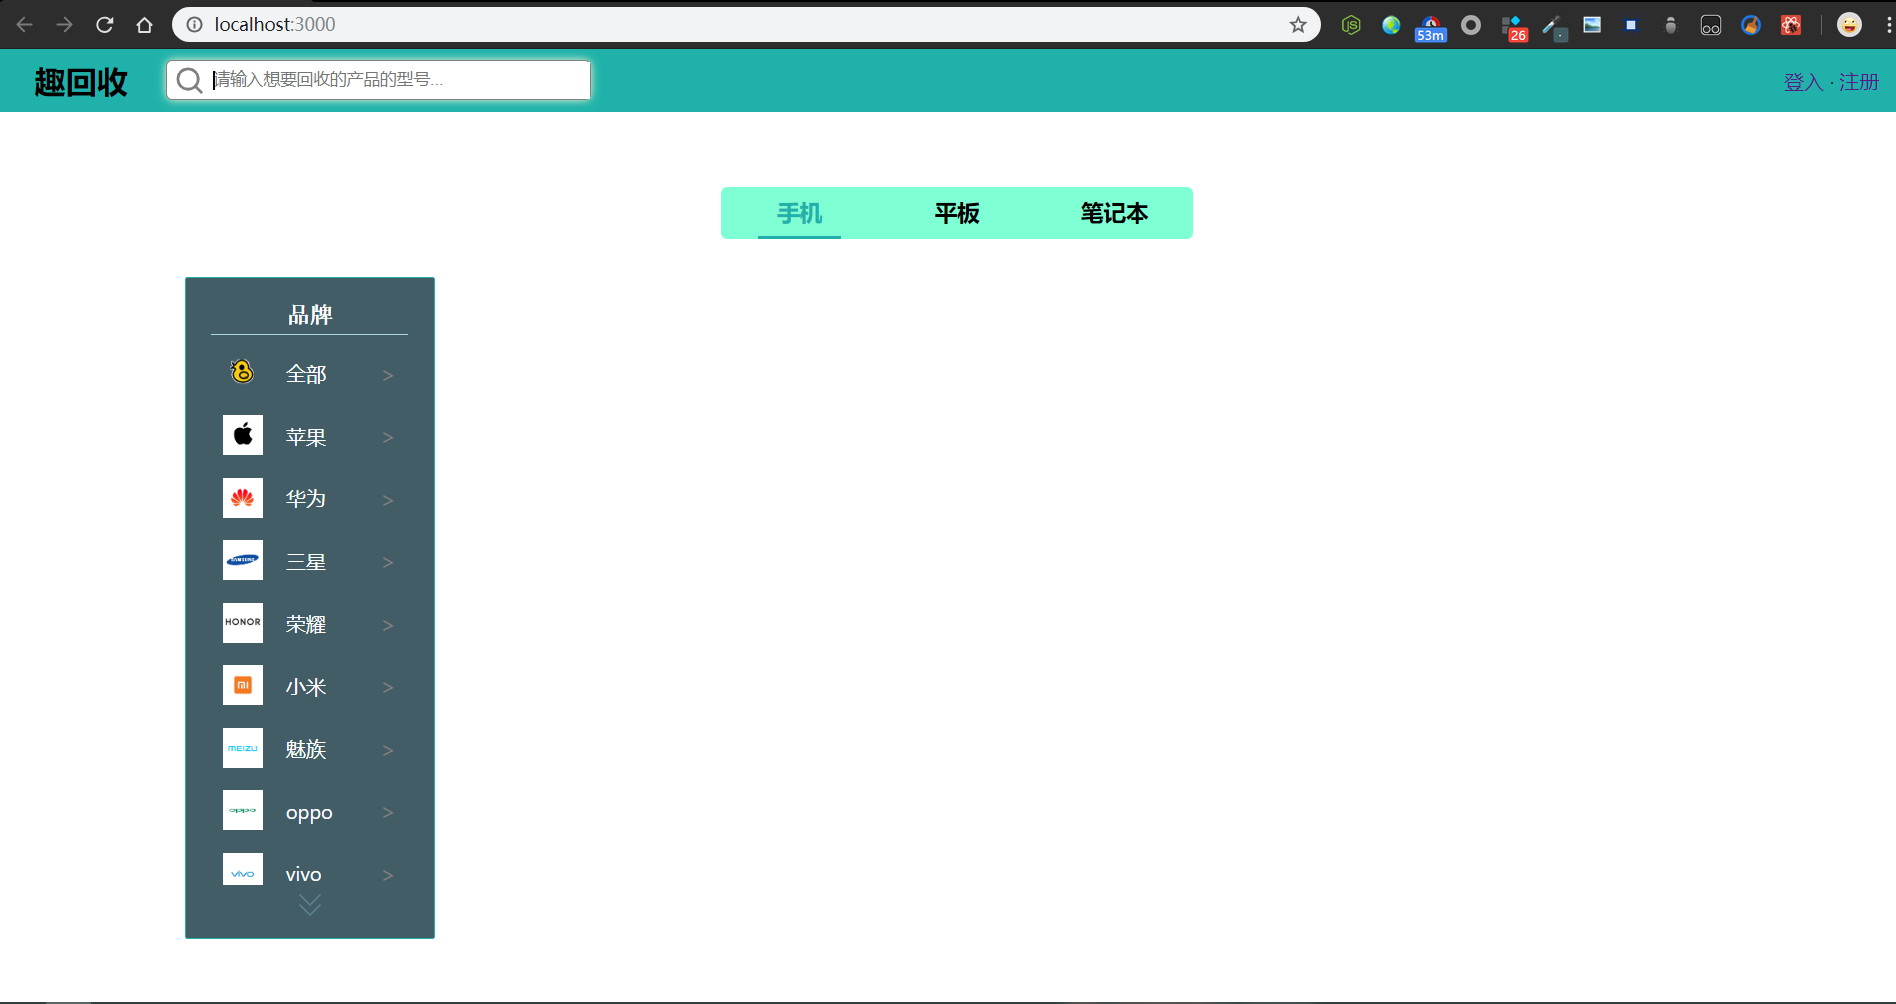 localhost:3000
53m
26
趣回收
请输入想要回收的产品的型号...
登入 · 注册
手机 平板 笔记本
品牌
全部 >
苹果 >
华为 >
SAMSUNG 三星 >
HONOR 荣耀 >
MI 小米 >
MEIZU 魅族 >
oppo oppo >
vivo vivo >